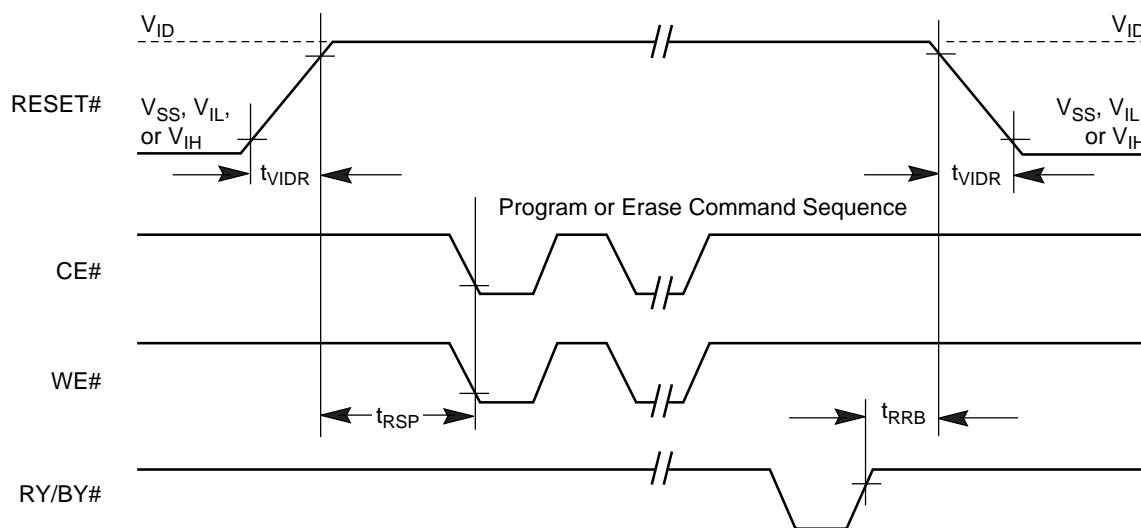 V_ID V_ID
RESET# V_SS, V_IL, V_SS, V_IL
or V_IH or V_IH
t_VIDR t_VIDR
Program or Erase Command Sequence
CE#
WE#
t_RSP t_RRB
RY/BY#